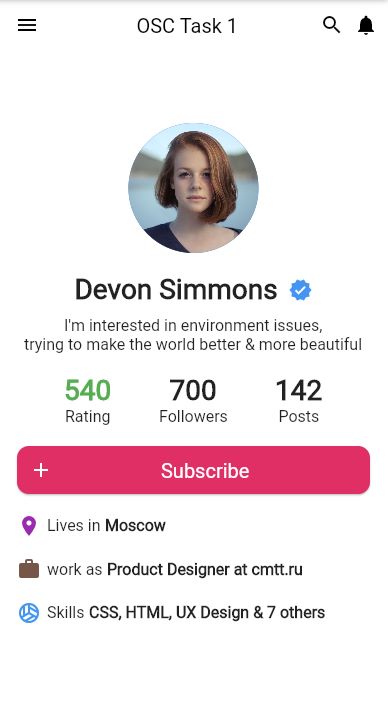 OSC Task 1
Devon Simmons
I'm interested in environment issues,
trying to make the world better & more beautiful
540 700 142
Rating Followers Posts
Subscribe
Lives in Moscow
work as Product Designer at cmtt.ru
Skills CSS, HTML, UX Design & 7 others